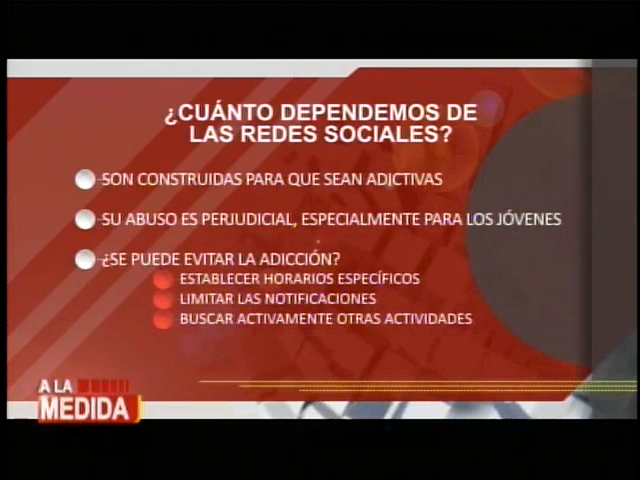 ¿CUÁNTO DEPENDEMOS DE
LAS REDES SOCIALES?
SON CONSTRUIDAS PARA QUE SEAN ADICTIVAS
SU ABUSO ES PERJUDICIAL, ESPECIALMENTE PARA LOS JÓVENES
¿SE PUEDE EVITAR LA ADICCIÓN?
ESTABLECER HORARIOS ESPECÍFICOS
LIMITAR LAS NOTIFICACIONES
BUSCAR ACTIVAMENTE OTRAS ACTIVIDADES
A LA
MEDIDA